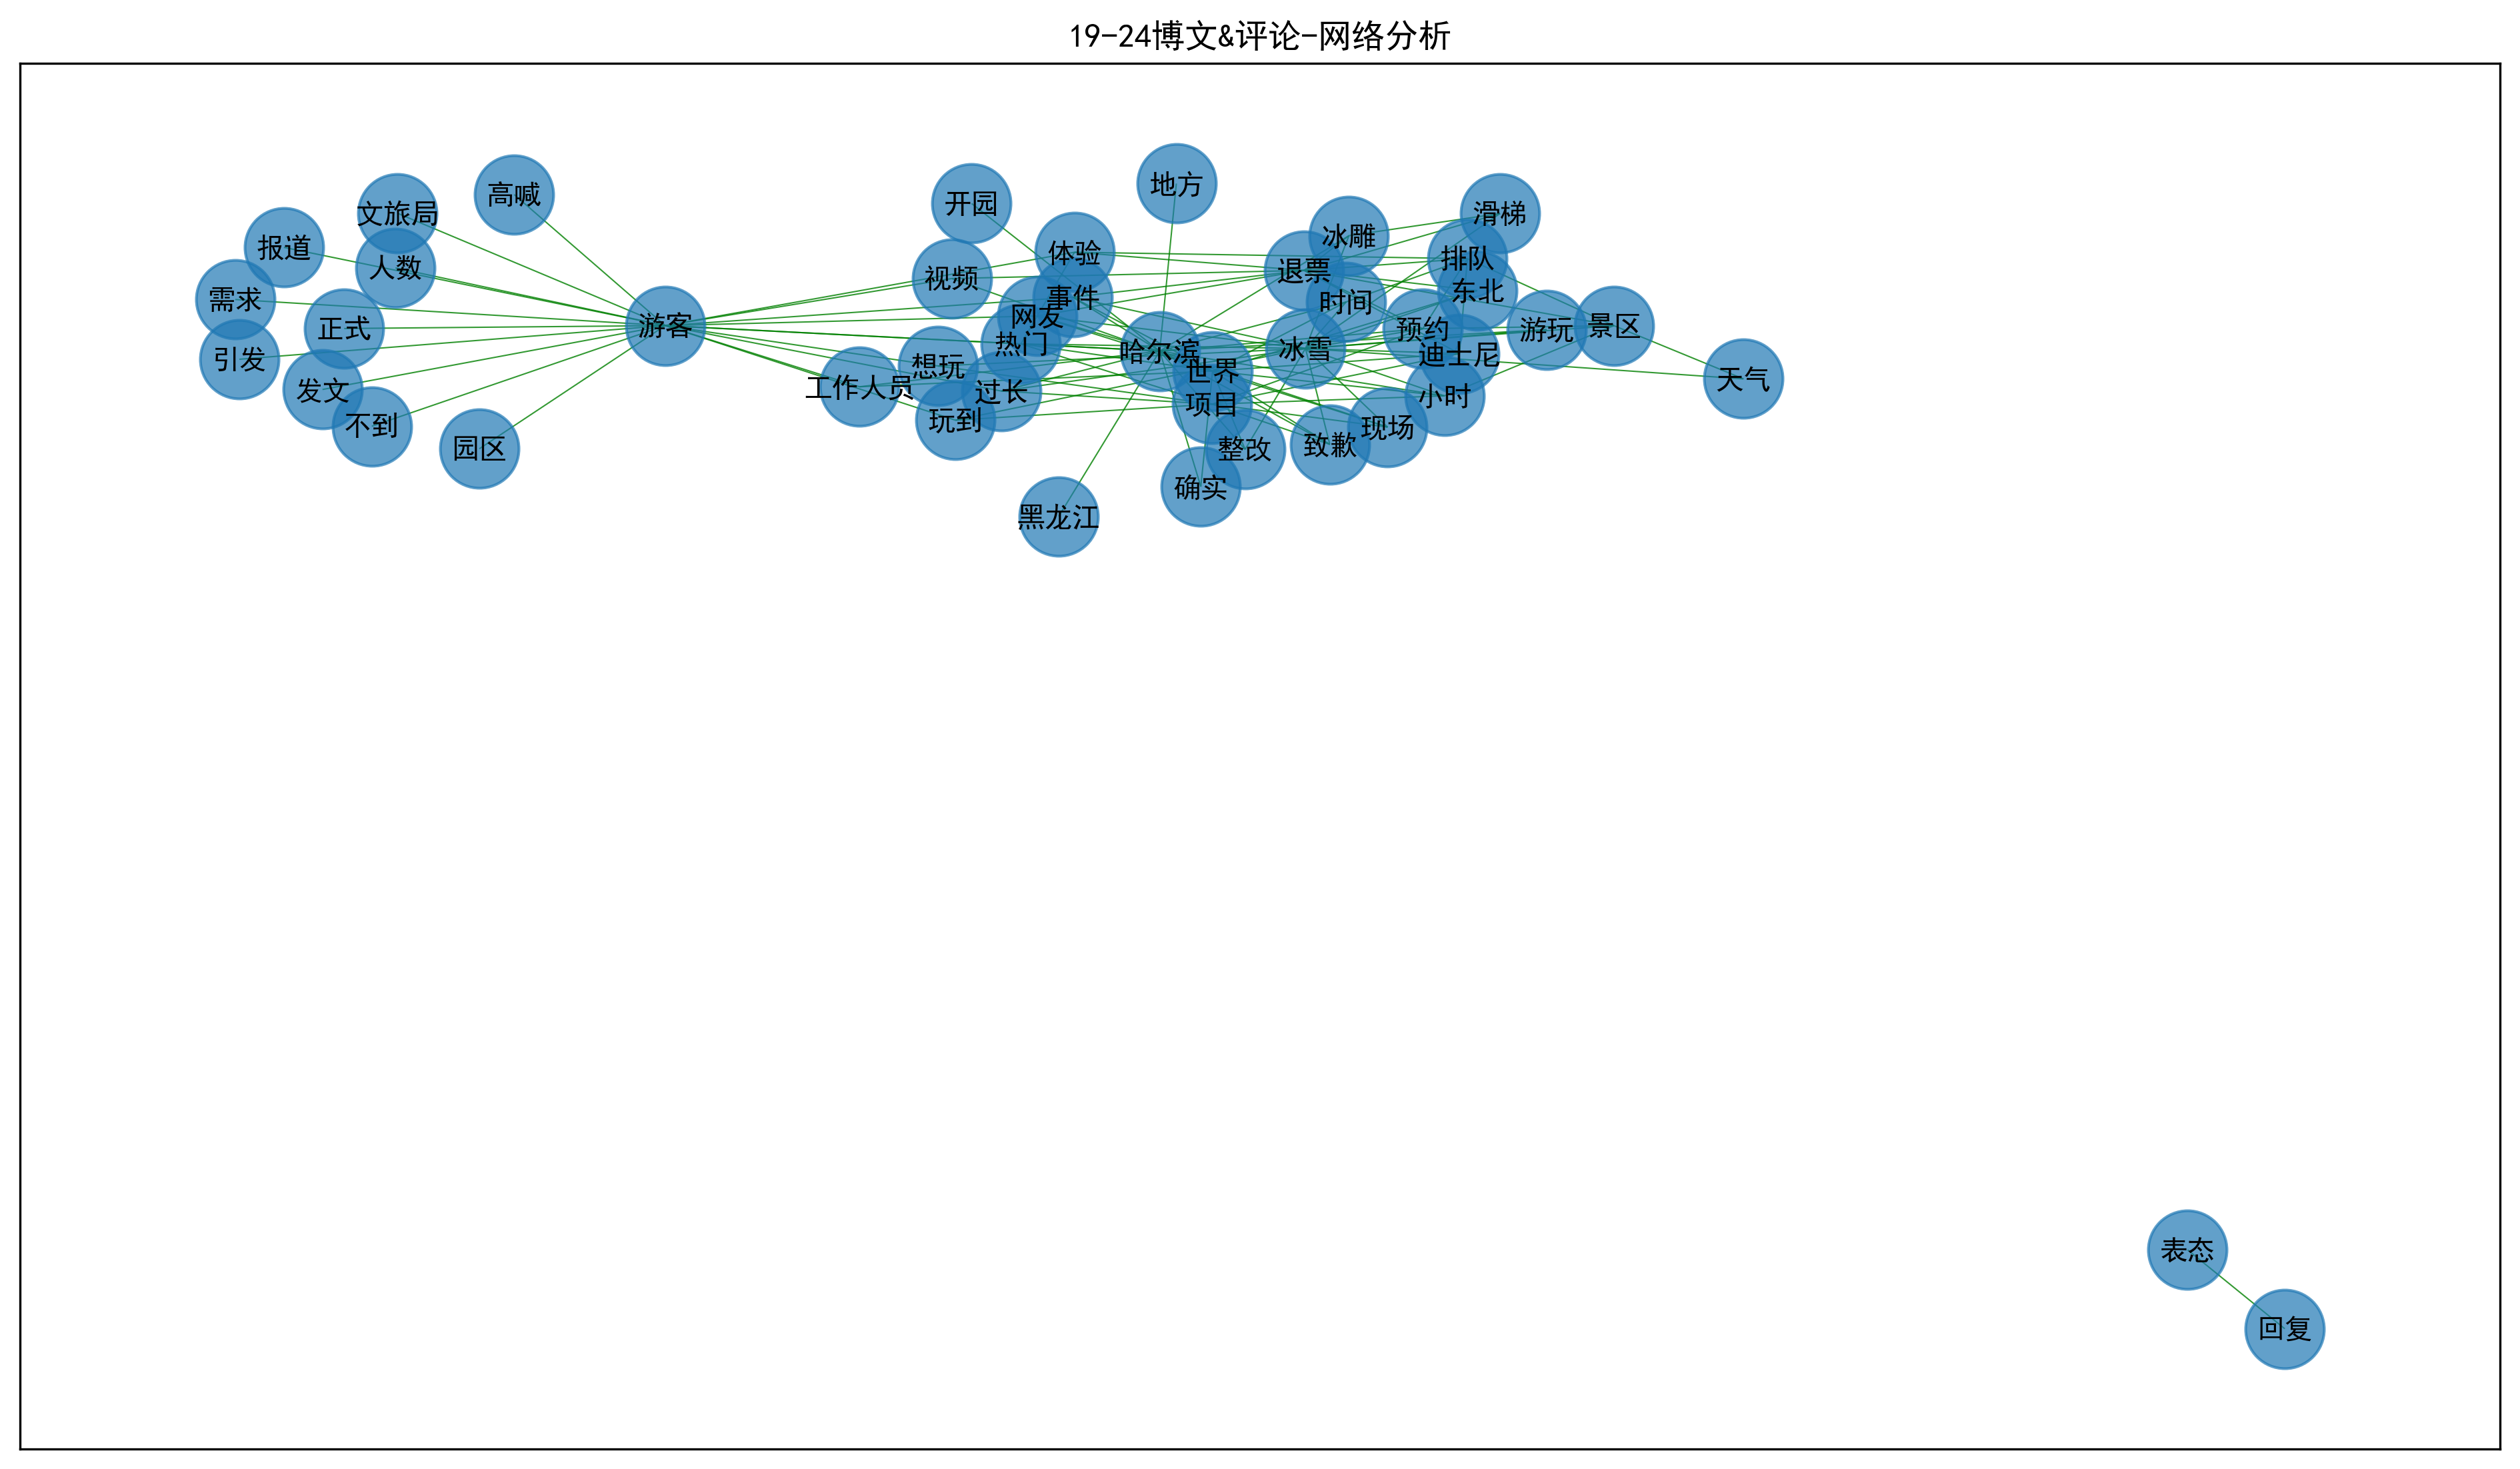 19-24博文&评论-网络分析
高喊
地方
文旅局
开园
滑梯
冰雕
报道
体验
人数
视频
排队
退票
东北
需求
事件
时间
网友
游客
正式
预约
游玩
景区
热门
哈尔滨
冰雪
迪士尼
引发
想玩
世界
天气
发文
工作人员
过长
小时
项目
不到
玩到
现场
园区
致歉
整改
确实
黑龙江
表态
回复